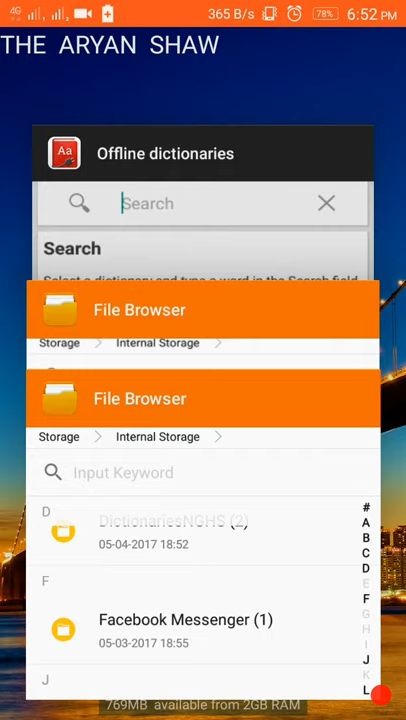 4G 365 B/s 78% 6:52 PM
THE ARYAN SHAW
Aa Offline dictionaries
Search
Search
Select a dictionary and type a word in the Search field
File Browser
Storage Internal Storage
File Browser
Storage Internal Storage
Input Keyword
D
DictionariesNGHS (2)
05-04-2017 18:52
F
Facebook Messenger (1)
05-03-2017 18:55
J
#
A
B
C
D
E
F
G
H
I
J
K
L
769MB available from 2GB RAM